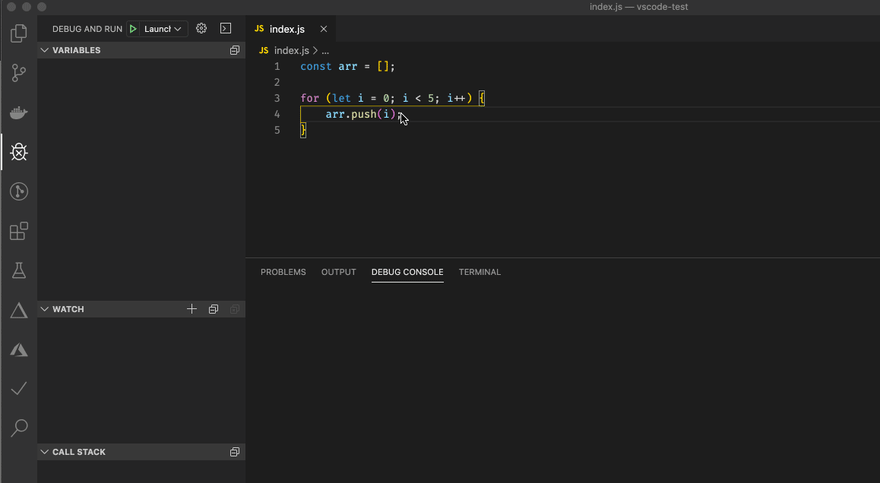 index.js — vscode-test
DEBUG AND RUN Launch
JS index.js
VARIABLES
JS index.js > ...
1 const arr = [];
2
3 for (let i = 0; i < 5; i++) {
4 arr.push(i);
5 }
PROBLEMS OUTPUT DEBUG CONSOLE TERMINAL
WATCH
CALL STACK